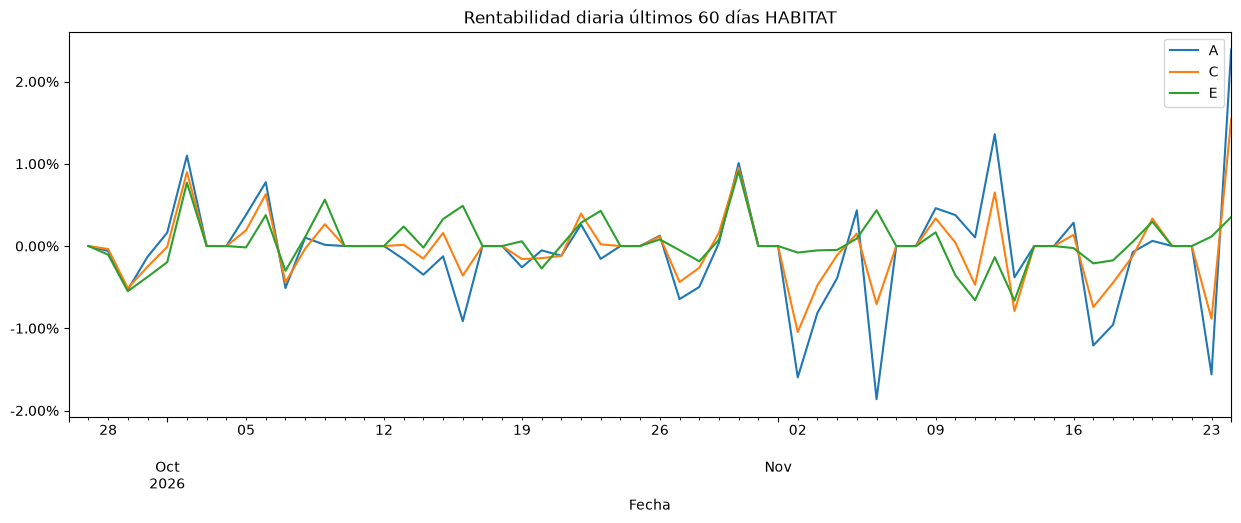 Rentabilidad diaria últimos 60 días HABITAT
A
C
E
2.00%
1.00%
0.00%
-1.00%
-2.00%
28 05 12 19 26 02 09 16 23
Oct Nov
2026
Fecha